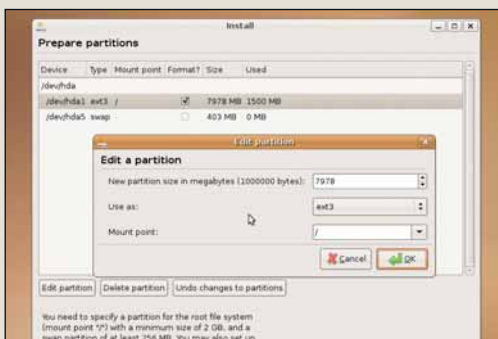 Install
Prepare partitions
Device Type Mount point Format? Size Used
/dev/hda
/dev/hda1 ext3 / 7978 MB 1500 MB
/dev/hda5 swap 403 MB 0 MB
Edit partition
Edit a partition
New partition size in megabytes (1000000 bytes): 7978
Use as: ext3
Mount point: /
Cancel OK
Edit partition Delete partition Undo changes to partitions
You need to specify a partition for the root file system
(mount point "/") with a minimum size of 2 GB, and a
swap partition of at least 256 MB. You may also set up